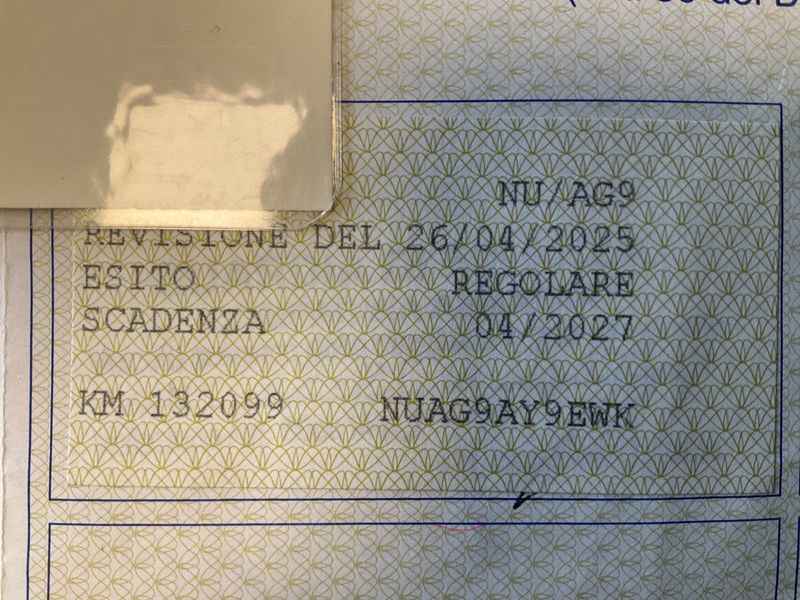 NU/AG9
REVISIONE DEL 26/04/2025
ESITO REGOLARE
SCADENZA 04/2027
KM 132099 NUAG9AY9EWK